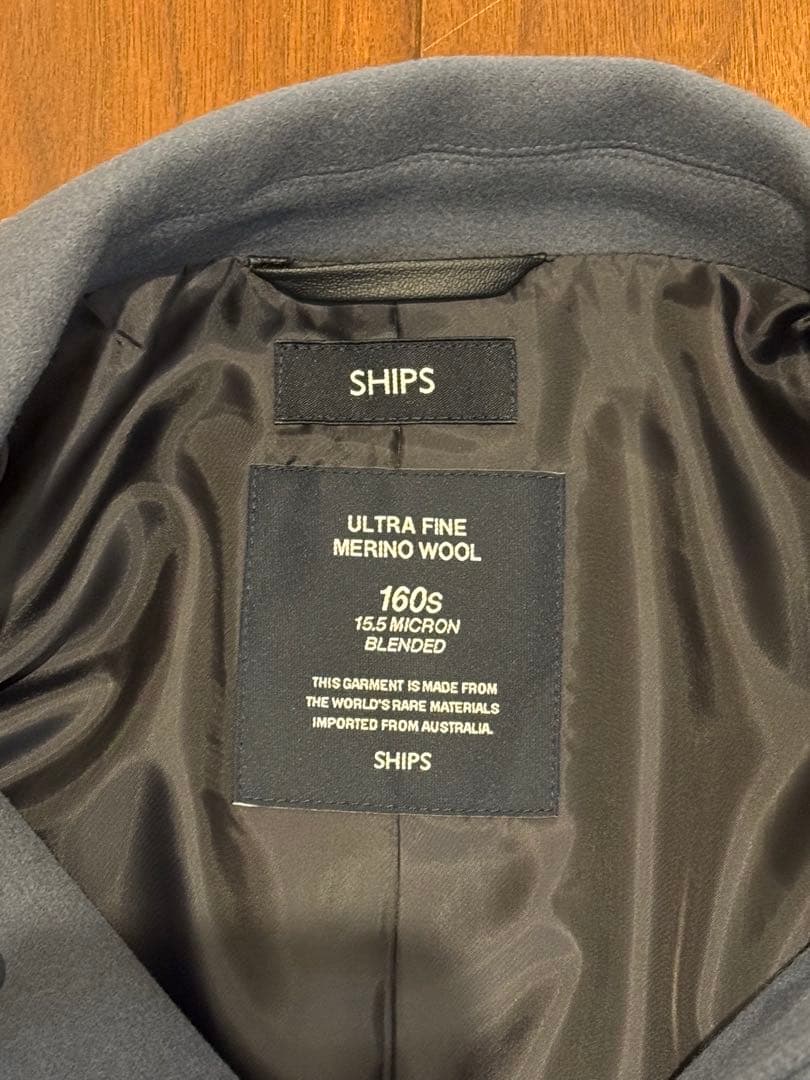 SHIPS
ULTRA FINE
MERINO WOOL
160s
15.5 MICRON
BLENDED
THIS GARMENT IS MADE FROM
THE WORLD'S RARE MATERIALS
IMPORTED FROM AUSTRALIA.
SHIPS